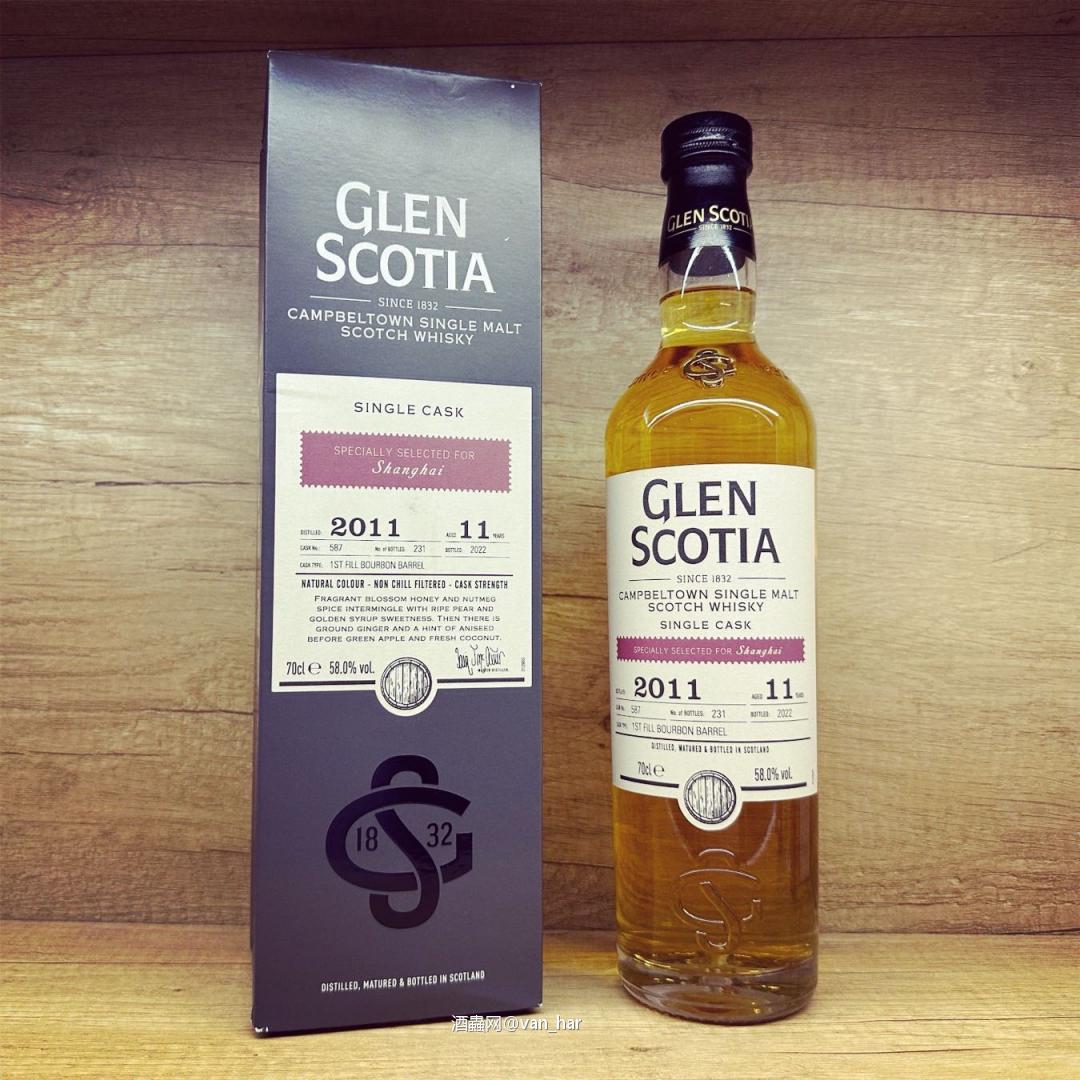 GLEN
SCOTIA
SINCE 1832
CAMPBELTOWN SINGLE MALT
SCOTCH WHISKY
SINGLE CASK
SPECIALLY SELECTED FOR
Shanghai
DISTILLED: 2011 AGED 11 YEARS
CASK No.: 587 No. of BOTTLES: 231 BOTTLED: 2022
CASK TYPE: 1ST FILL BOURBON BARREL
NATURAL COLOUR - NON CHILL FILTERED - CASK STRENGTH
FRAGRANT BLOSSOM HONEY AND NUTMEG
SPICE INTERMINGLE WITH RIPE PEAR AND
GOLDEN SYRUP SWEETNESS. THEN THERE IS
GROUND GINGER AND A HINT OF ANISEED
BEFORE GREEN APPLE AND FRESH COCONUT.
70cl e 58.0% vol.
18 32
DISTILLED, MATURED & BOTTLED IN SCOTLAND
GLEN SCOTI
SINCE 1832
GLEN
SCOTIA
SINCE 1832
CAMPBELTOWN SINGLE MALT
SCOTCH WHISKY
SINGLE CASK
SPECIALLY SELECTED FOR Shanghai
2011 AGED 11 YEARS
587 No. of BOTTLES: 231 BOTTLED: 2022
CASK TYPE: 1ST FILL BOURBON BARREL
DISTILLED, MATURED & BOTTLED IN SCOTLAND
70cl e 58.0% vol.
酒蟲网@van_har